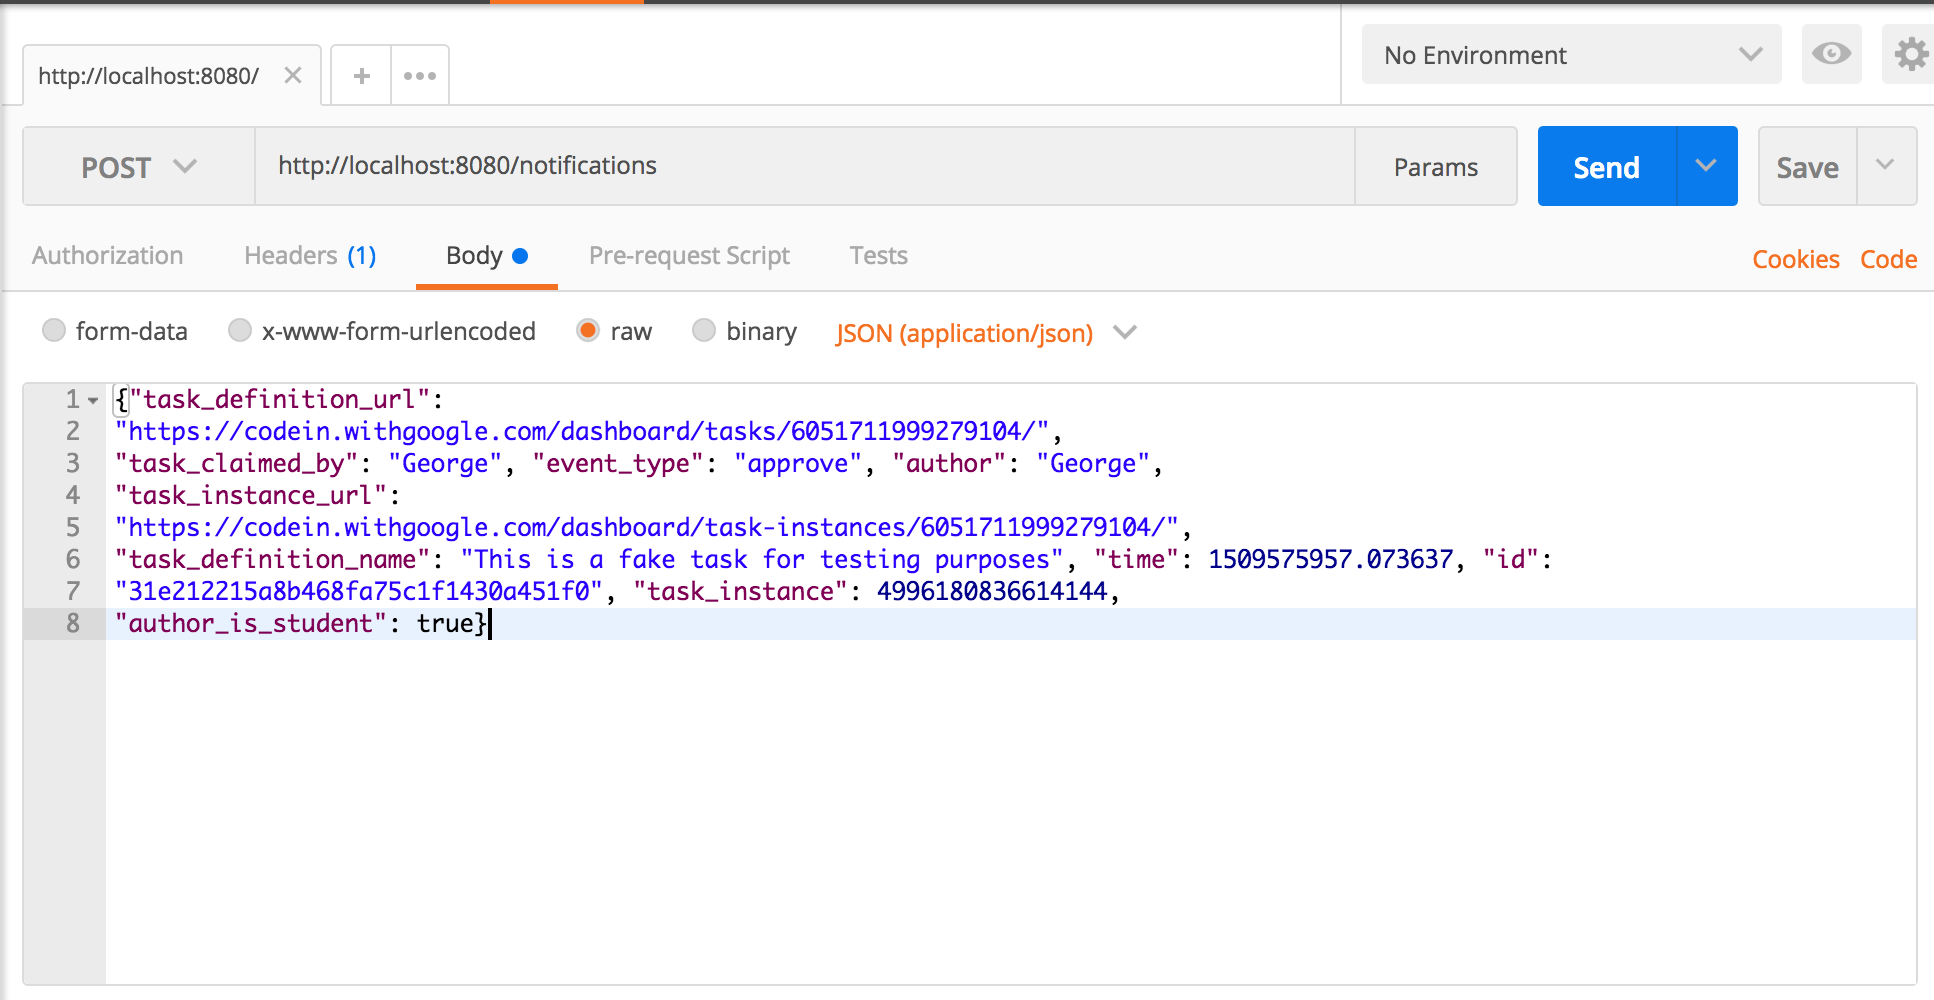 http://localhost:8080/
No Environment
POST http://localhost:8080/notifications Params Send Save
Authorization Headers (1) Body Pre-request Script Tests Cookies Code
form-data x-www-form-urlencoded raw binary JSON (application/json)
1 {"task_definition_url":
2 "https://codein.withgoogle.com/dashboard/tasks/6051711999279104/",
3 "task_claimed_by": "George", "event_type": "approve", "author": "George",
4 "task_instance_url":
5 "https://codein.withgoogle.com/dashboard/task-instances/6051711999279104/",
6 "task_definition_name": "This is a fake task for testing purposes", "time": 1509575957.073637, "id":
7 "31e212215a8b468fa75c1f1430a451f0", "task_instance": 4996180836614144,
8 "author_is_student": true}